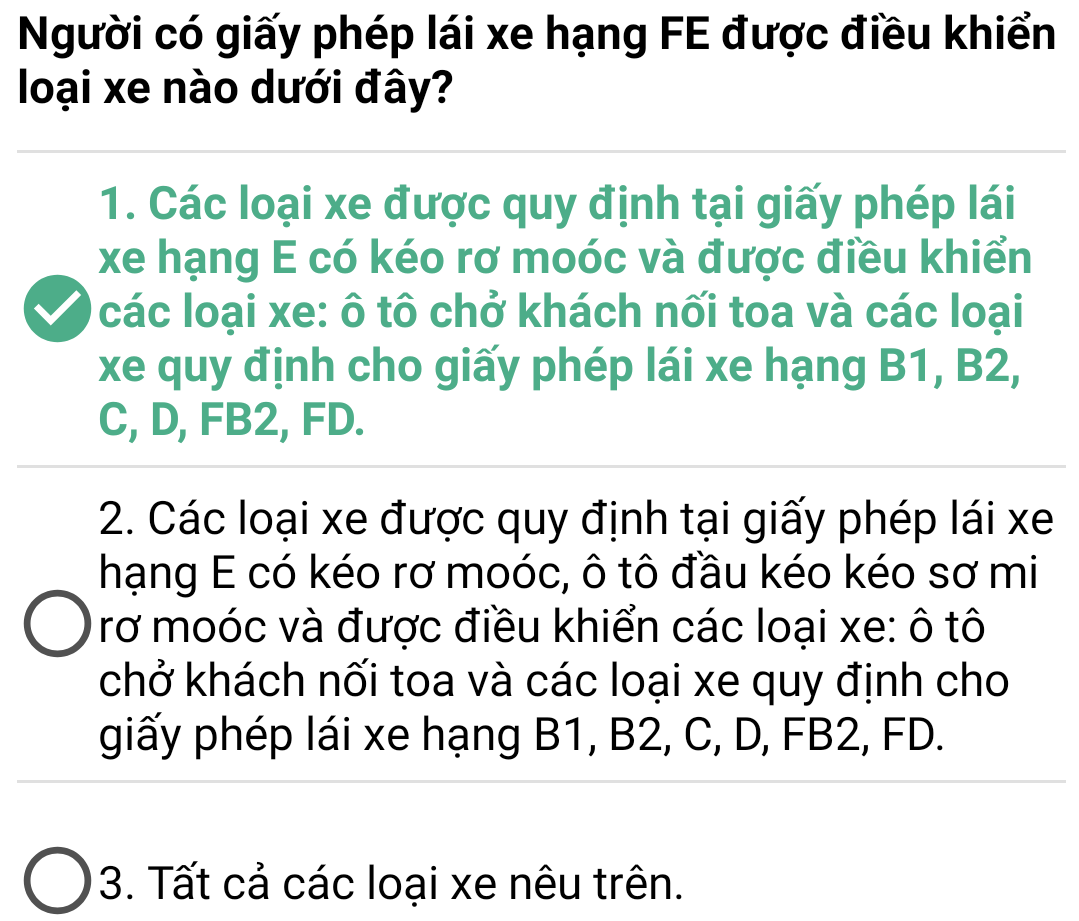 Người có giấy phép lái xe hạng FE được điều khiển
loại xe nào dưới đây?
1. Các loại xe được quy định tại giấy phép lái
xe hạng E có kéo rơ moóc và được điều khiển
các loại xe: ô tô chở khách nối toa và các loại
xe quy định cho giấy phép lái xe hạng B1, B2,
C, D, FB2, FD.
2. Các loại xe được quy định tại giấy phép lái xe
hạng E có kéo rơ moóc, ô tô đầu kéo kéo sơ mi
rơ moóc và được điều khiển các loại xe: ô tô
chở khách nối toa và các loại xe quy định cho
giấy phép lái xe hạng B1, B2, C, D, FB2, FD.
3. Tất cả các loại xe nêu trên.